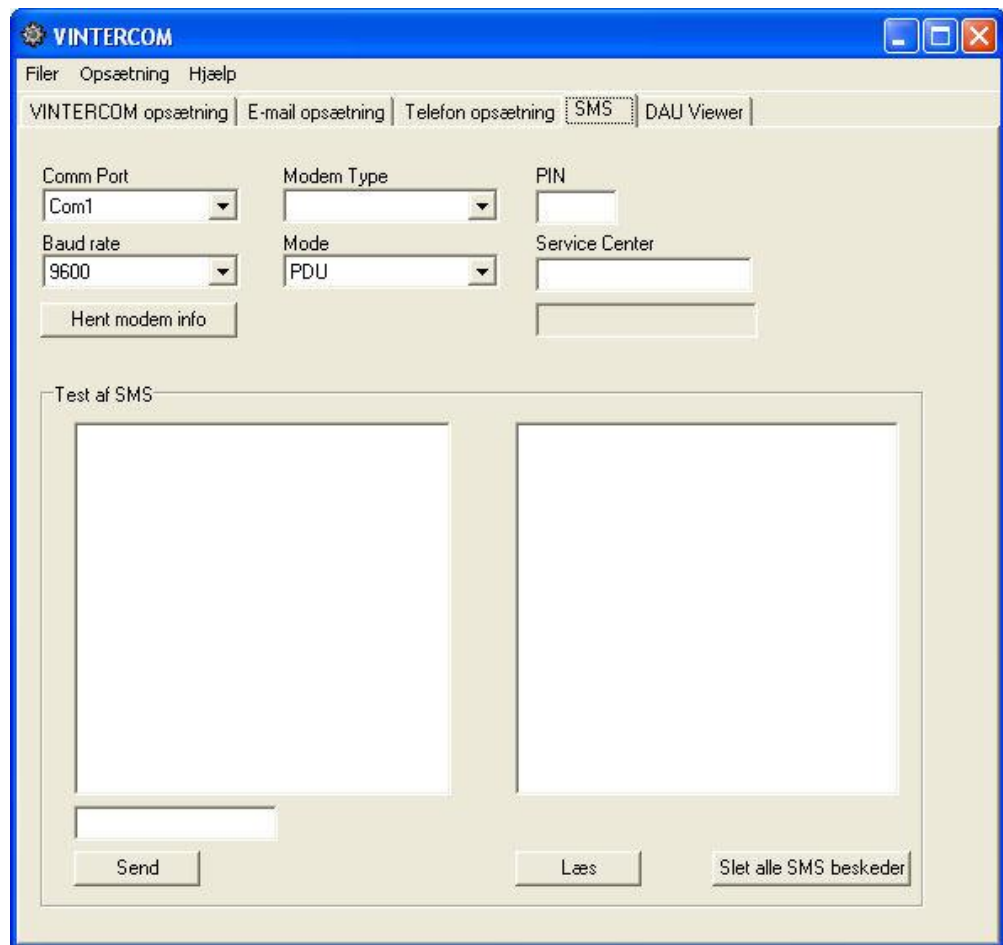 VINTERCOM
Filer Opsætning Hjælp
VINTERCOM opsætning E-mail opsætning Telefon opsætning SMS DAU Viewer
Comm Port Modem Type PIN
Com1
Baud rate Mode Service Center
9600 PDU
Hent modem info
Test af SMS
Send Læs Slet alle SMS beskeder